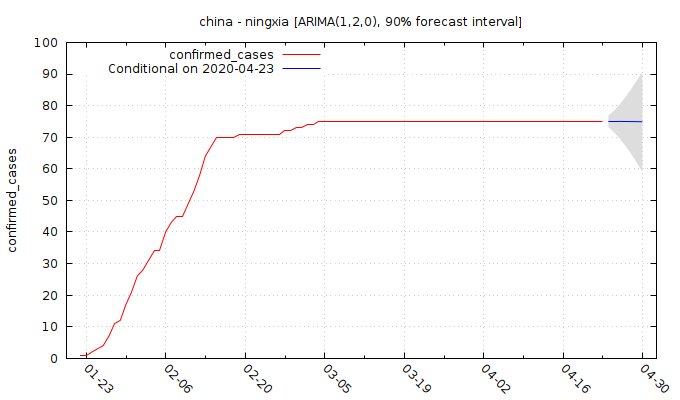 china - ningxia [ARIMA(1,2,0), 90% forecast interval]
confirmed_cases
Conditional on 2020-04-23
confirmed_cases
100
90
80
70
60
50
40
30
20
10
0
01-23 02-06 02-20 03-05 03-19 04-02 04-16 04-30